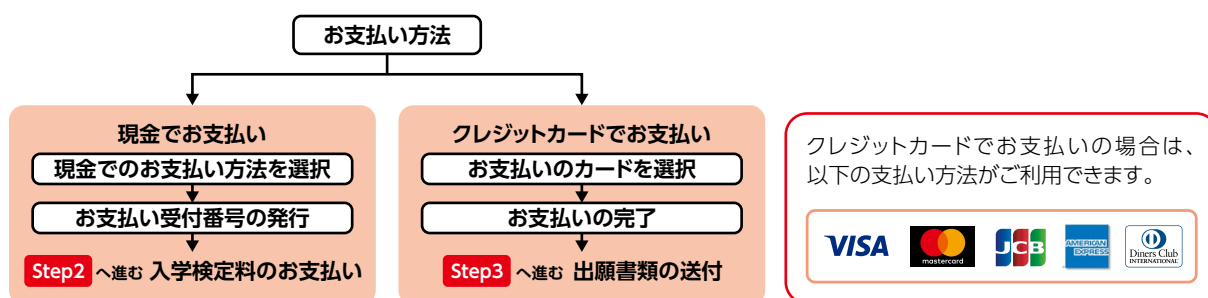 お支払い方法
現金でお支払い
現金でのお支払い方法を選択
お支払い受付番号の発行
Step2 へ進む 入学検定料のお支払い
クレジットカードでお支払い
お支払いのカードを選択
お支払いの完了
Step3 へ進む 出願書類の送付
クレジットカードでお支払いの場合は、
以下の支払い方法がご利用できます。
VISA
mastercard
JCB
AMERICAN
EXPRESS
Diners Club
INTERNATIONAL